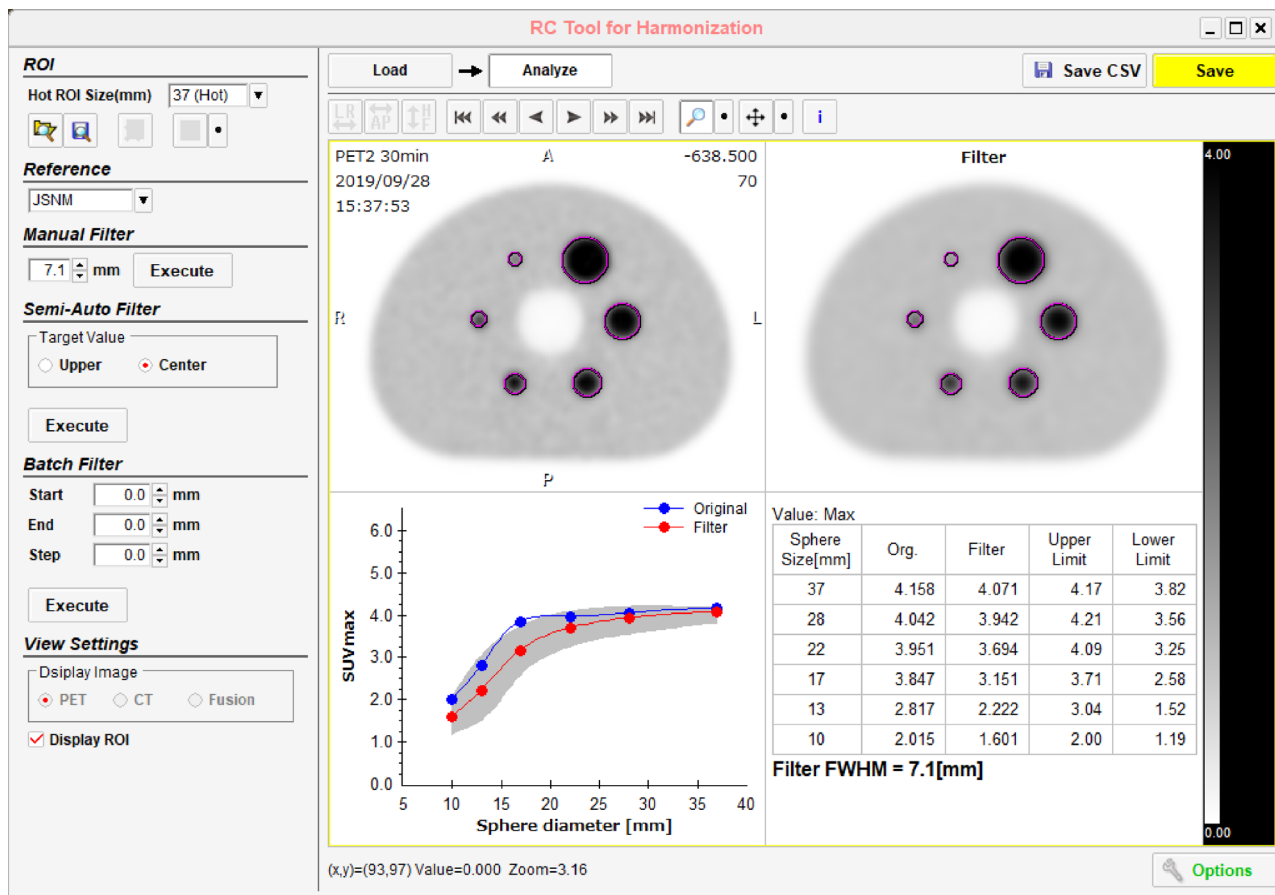 RC Tool for Harmonization
ROI
Hot ROI Size(mm) 37 (Hot)
Reference
JSNM
Manual Filter
7.1 mm Execute
Semi-Auto Filter
Target Value
Upper Center
Execute
Batch Filter
Start 0.0 mm
End 0.0 mm
Step 0.0 mm
Execute
View Settings
Dsiplay Image
PET CT Fusion
Display ROI
Load Analyze Save CSV Save
LR AP HF i
PET2 30min A -638.500
2019/09/28 70
15:37:53
R L
P
Filter
4.00
0.00
Original
Filter
SUVmax
6.0
5.0
4.0
3.0
2.0
1.0
0.0
5 10 15 20 25 30 35 40
Sphere diameter [mm]
Value: Max
Sphere Size[mm] Org. Filter Upper Limit Lower Limit
37 4.158 4.071 4.17 3.82
28 4.042 3.942 4.21 3.56
22 3.951 3.694 4.09 3.25
17 3.847 3.151 3.71 2.58
13 2.817 2.222 3.04 1.52
10 2.015 1.601 2.00 1.19
Filter FWHM = 7.1[mm]
(x,y)=(93,97) Value=0.000 Zoom=3.16
Options